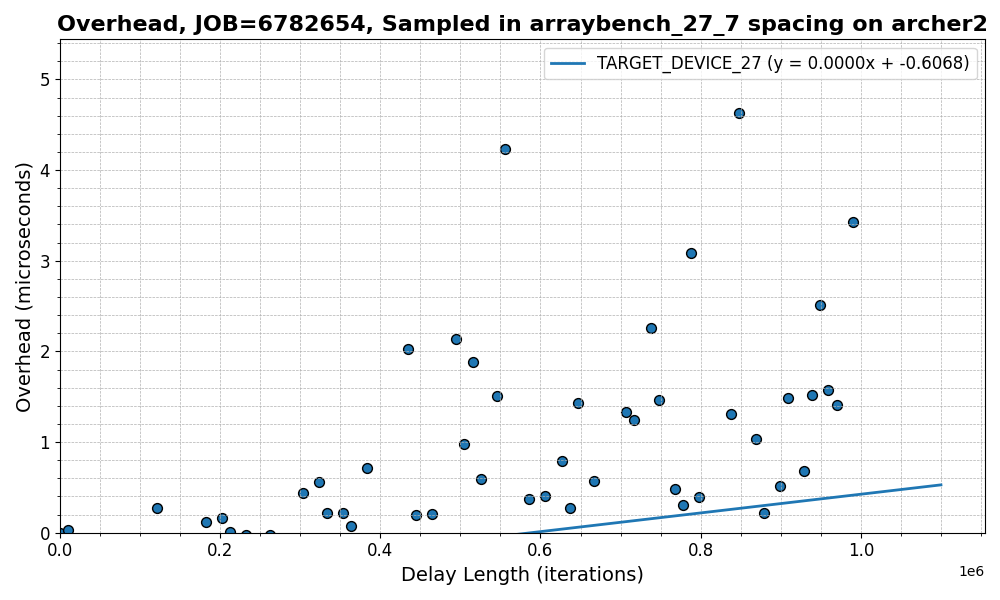 Overhead, JOB=6782654, Sampled in arraybench_27_7 spacing on archer2
TARGET_DEVICE_27 (y = 0.0000x + -0.6068)
Overhead (microseconds)
5
4
3
2
1
0
0.0 0.2 0.4 0.6 0.8 1.0
1e6
Delay Length (iterations)